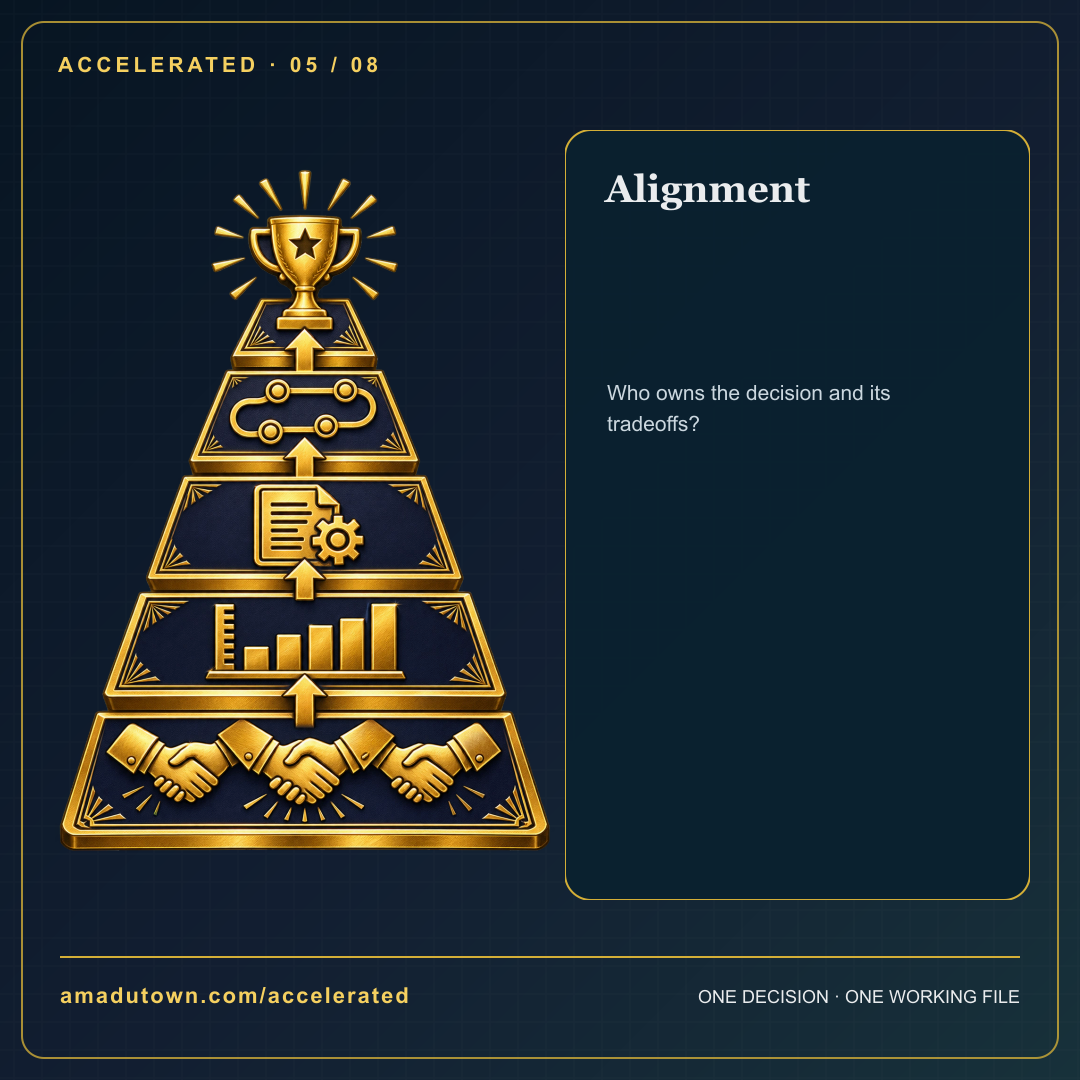 ACCELERATED · 05 / 08
Alignment
Who owns the decision and its
tradeoffs?
amadutown.com/accelerated
ONE DECISION · ONE WORKING FILE